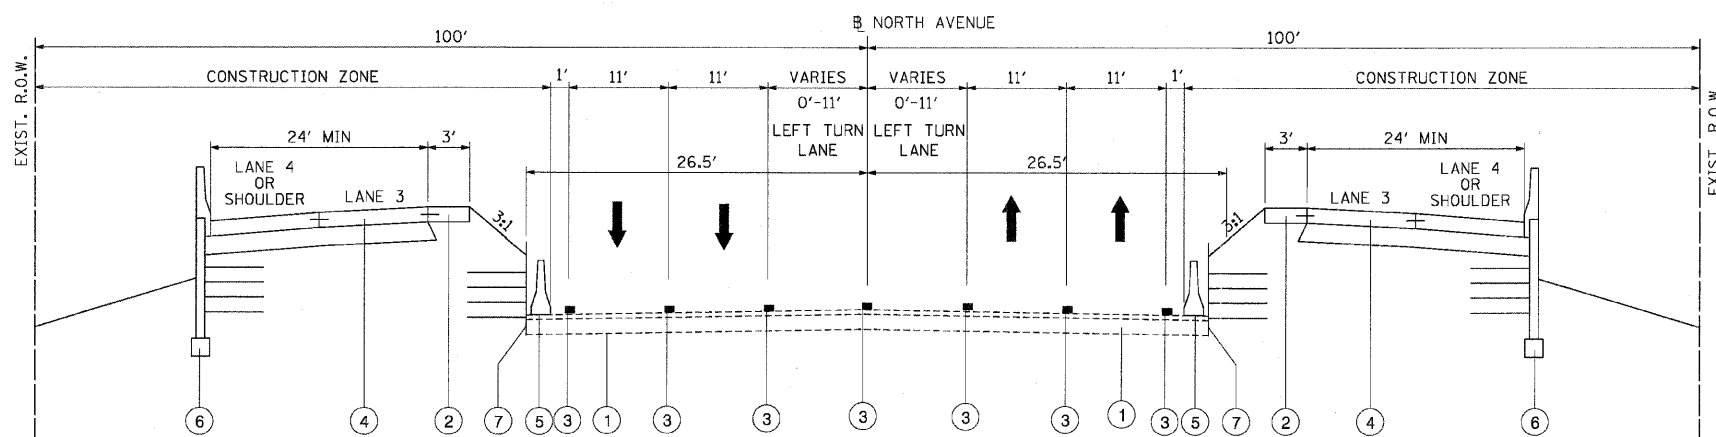 ℄ NORTH AVENUE
100' 100'
CONSTRUCTION ZONE 1' 11' 11' VARIES VARIES 11' 11' 1' CONSTRUCTION ZONE
0'-11' 0'-11'
LEFT TURN LEFT TURN
LANE LANE
EXIST. R.O.W.
EXIST. R.O.W.
24' MIN 3' 26.5' 26.5' 3' 24' MIN
LANE 4
OR
SHOULDER
LANE 3
3:1
3:1
LANE 3
LANE 4
OR
SHOULDER
6 4 2 7 5 3 1 3 3 3 3 3 1 3 5 7 2 4 6